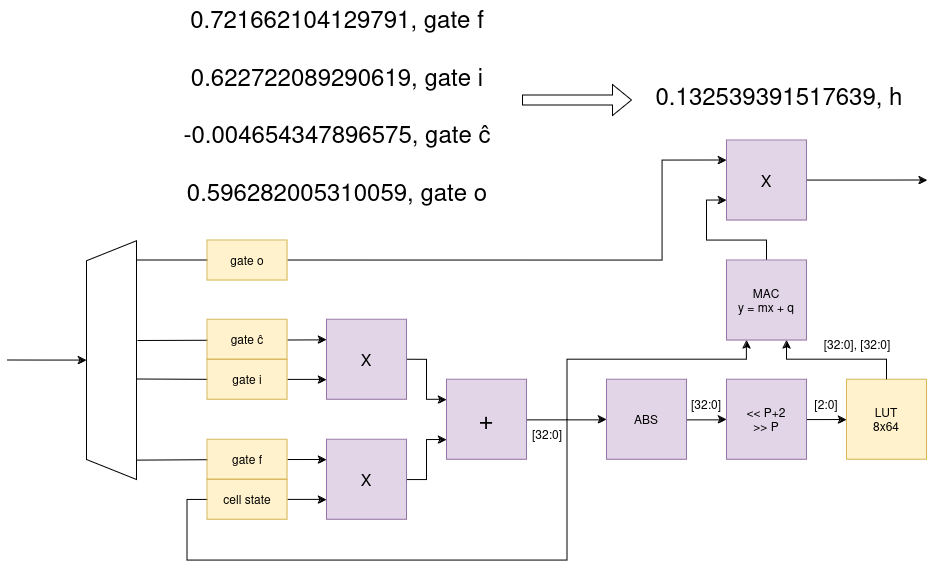 0.721662104129791, gate f
0.622722089290619, gate i
0.132539391517639, h
-0.004654347896575, gate ĉ
0.596282005310059, gate o
X
gate o
MAC
y = mx + q
gate ĉ
gate i
X
[32:0], [32:0]
+
[32:0]
ABS
[32:0]
<< P+2
>> P
[2:0]
LUT
8x64
gate f
cell state
X